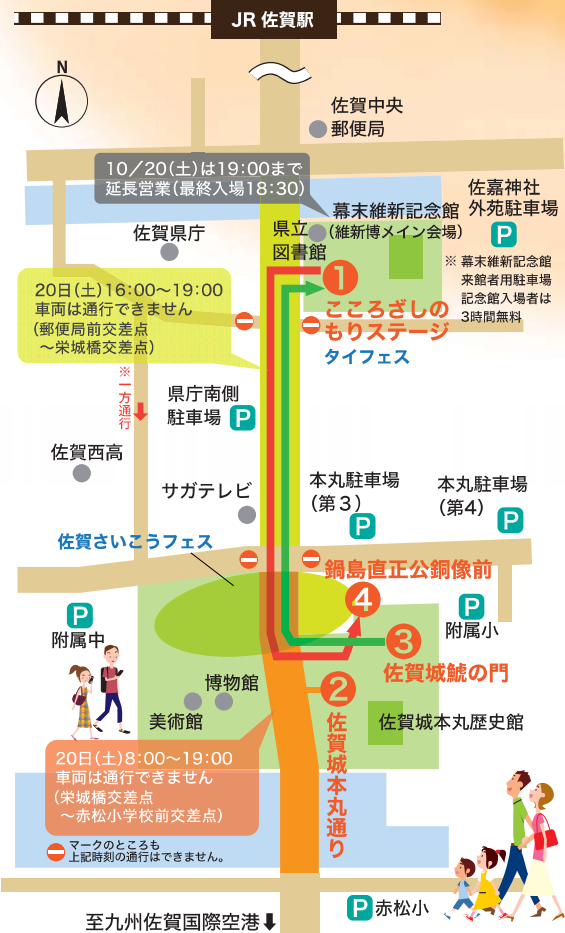 JR 佐賀駅
N
佐賀中央
郵便局
10／20（土）は19:00まで
延長営業（最終入場18:30）
佐嘉神社
外苑駐車場
P
幕末維新記念館
（維新博メイン会場）
県立
図書館
佐賀県庁
※ 幕末維新記念館
来館者用駐車場
記念館入場者は
3時間無料
1
こころざしの
もりステージ
タイフェス
20日（土）16:00〜19:00
車両は通行できません
（郵便局前交差点
〜栄城橋交差点）
※一方通行
県庁南側
駐車場
P
佐賀西高
サガテレビ
本丸駐車場
（第３）
P
本丸駐車場
（第4）
P
佐賀さいこうフェス
鍋島直正公銅像前
4
P
附属中
P
附属小
3
佐賀城鯱の門
博物館
美術館
2
佐賀城本丸通り
佐賀城本丸歴史館
20日（土）8:00〜19:00
車両は通行できません
（栄城橋交差点
〜赤松小学校前交差点）
マークのところも
上記時刻の通行はできません。
P 赤松小
至九州佐賀国際空港